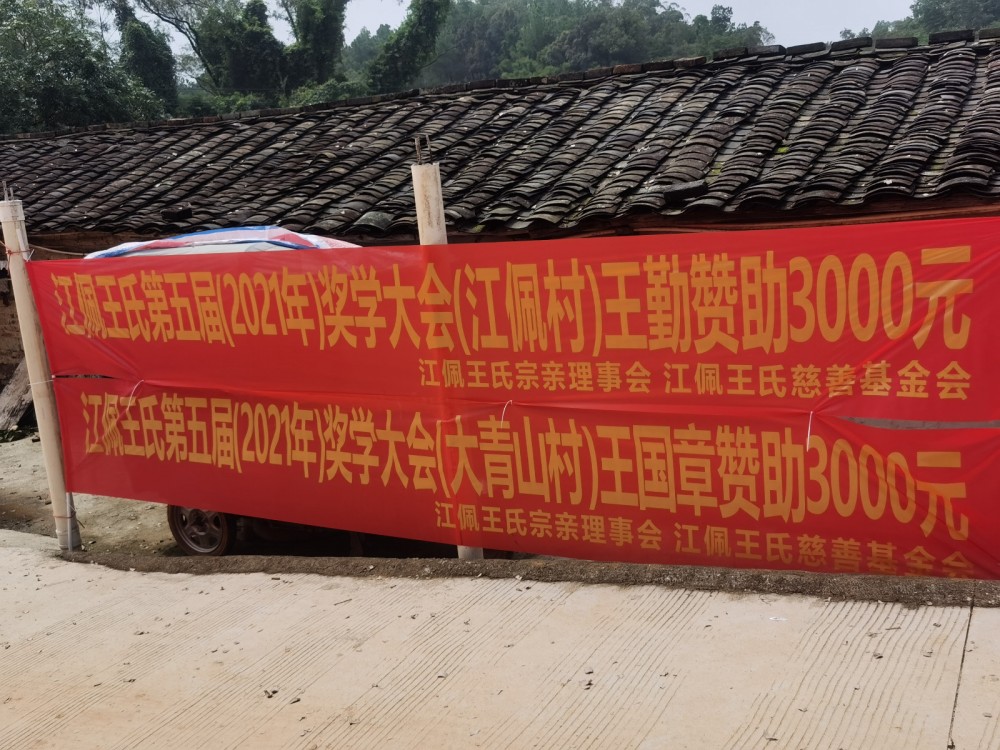 江佩王氏第五届(2021年)奖学大会(江佩村)王勤赞助3000元
江佩王氏宗亲理事会 江佩王氏慈善基金会
江佩王氏第五届(2021年)奖学大会(大青山村)王国章赞助3000元
江佩王氏宗亲理事会 江佩王氏慈善基金会